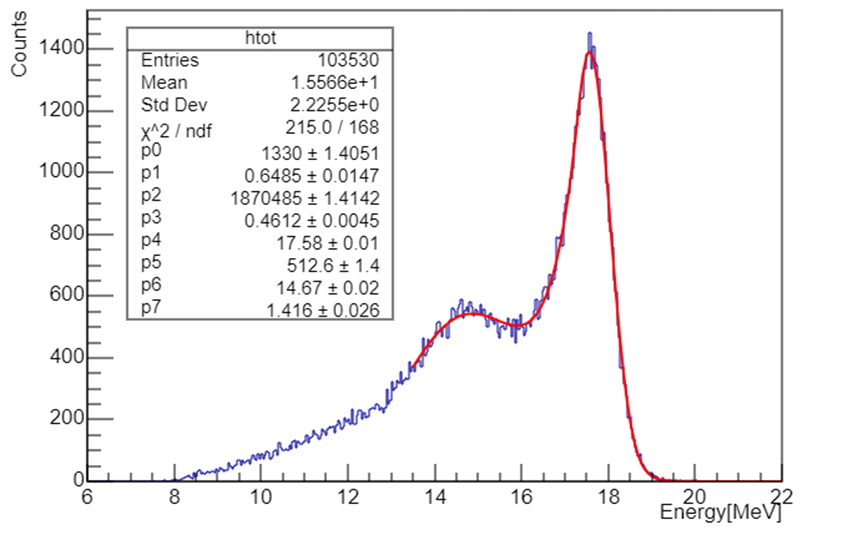 Counts
htot
Entries 103530
Mean 1.5566e+1
Std Dev 2.2255e+0
χ^2 / ndf 215.0 / 168
p0 1330 ± 1.4051
p1 0.6485 ± 0.0147
p2 1870485 ± 1.4142
p3 0.4612 ± 0.0045
p4 17.58 ± 0.01
p5 512.6 ± 1.4
p6 14.67 ± 0.02
p7 1.416 ± 0.026
1400
1200
1000
800
600
400
200
0
6 8 10 12 14 16 18 20 22
Energy[MeV]